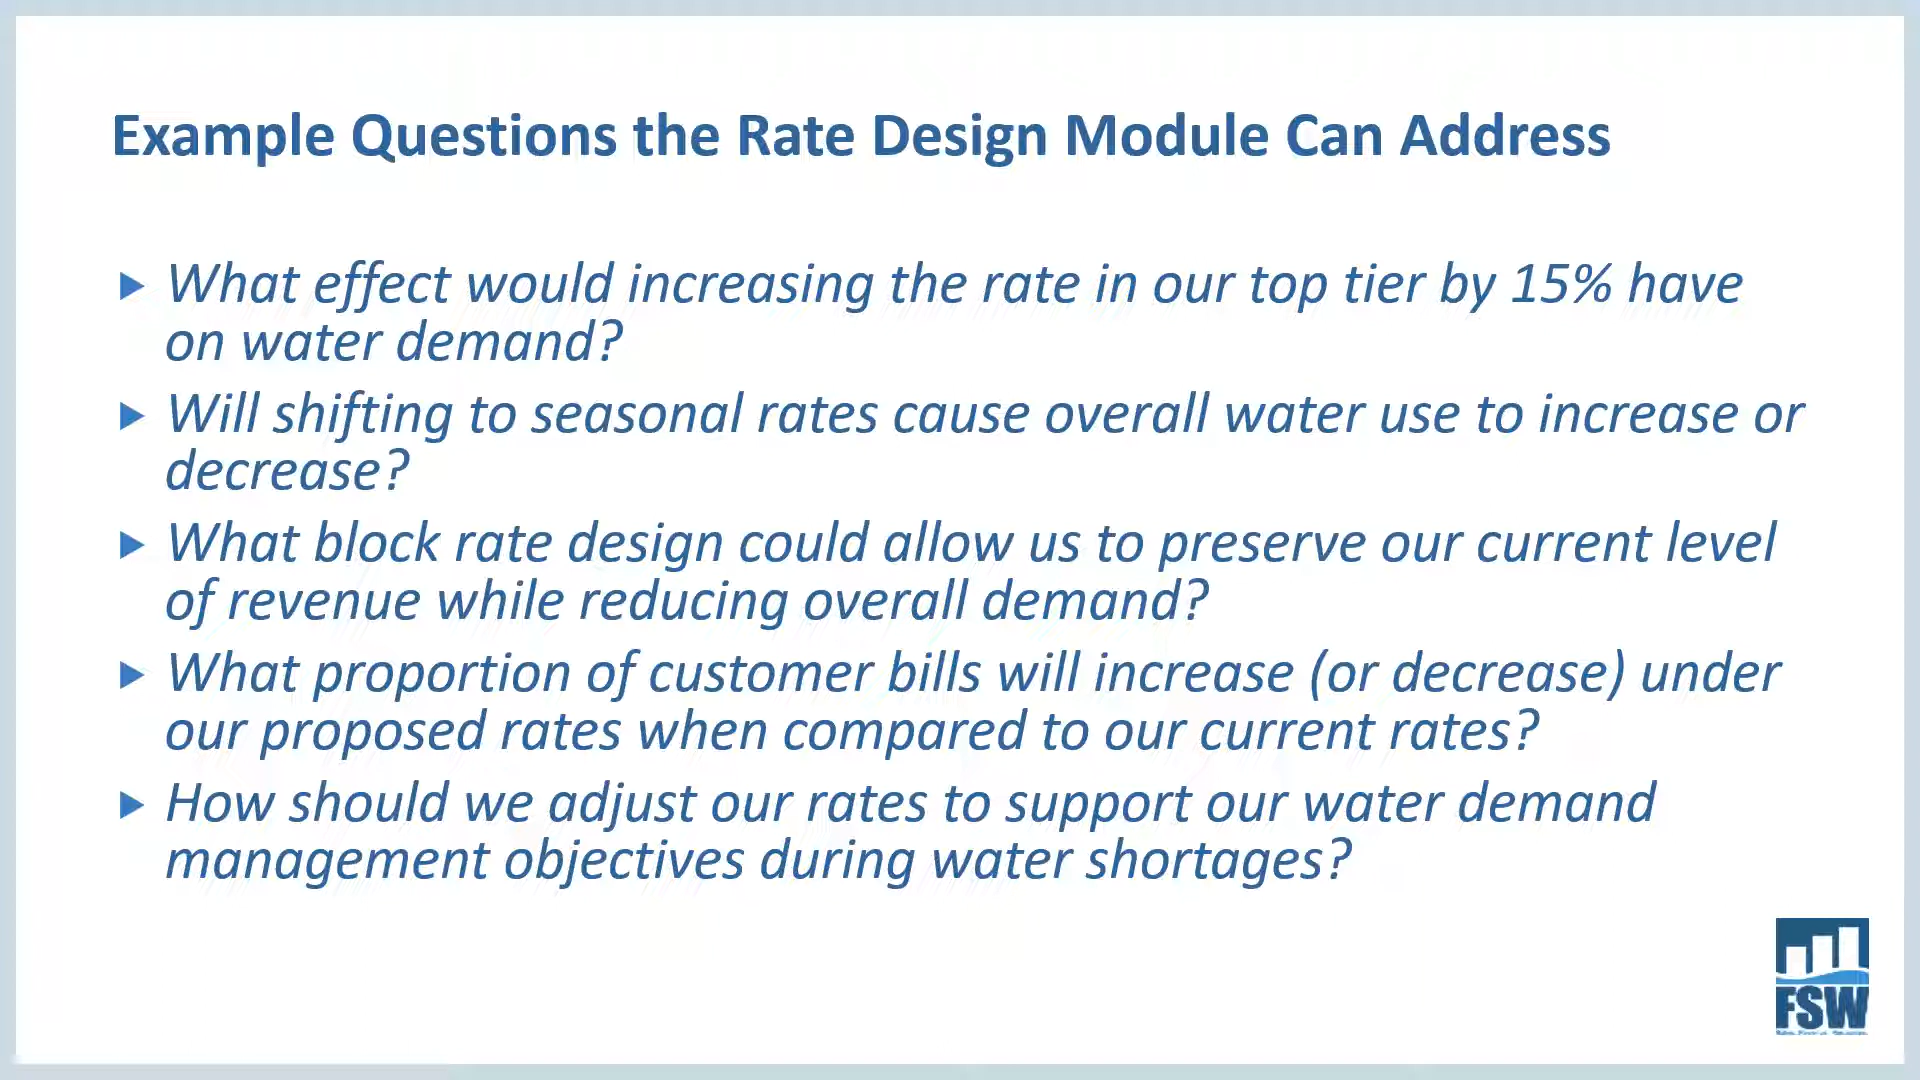 Example Questions the Rate Design Module Can Address
What effect would increasing the rate in our top tier by 15% have
on water demand?
Will shifting to seasonal rates cause overall water use to increase or
decrease?
What block rate design could allow us to preserve our current level
of revenue while reducing overall demand?
What proportion of customer bills will increase (or decrease) under
our proposed rates when compared to our current rates?
How should we adjust our rates to support our water demand
management objectives during water shortages?
FSW